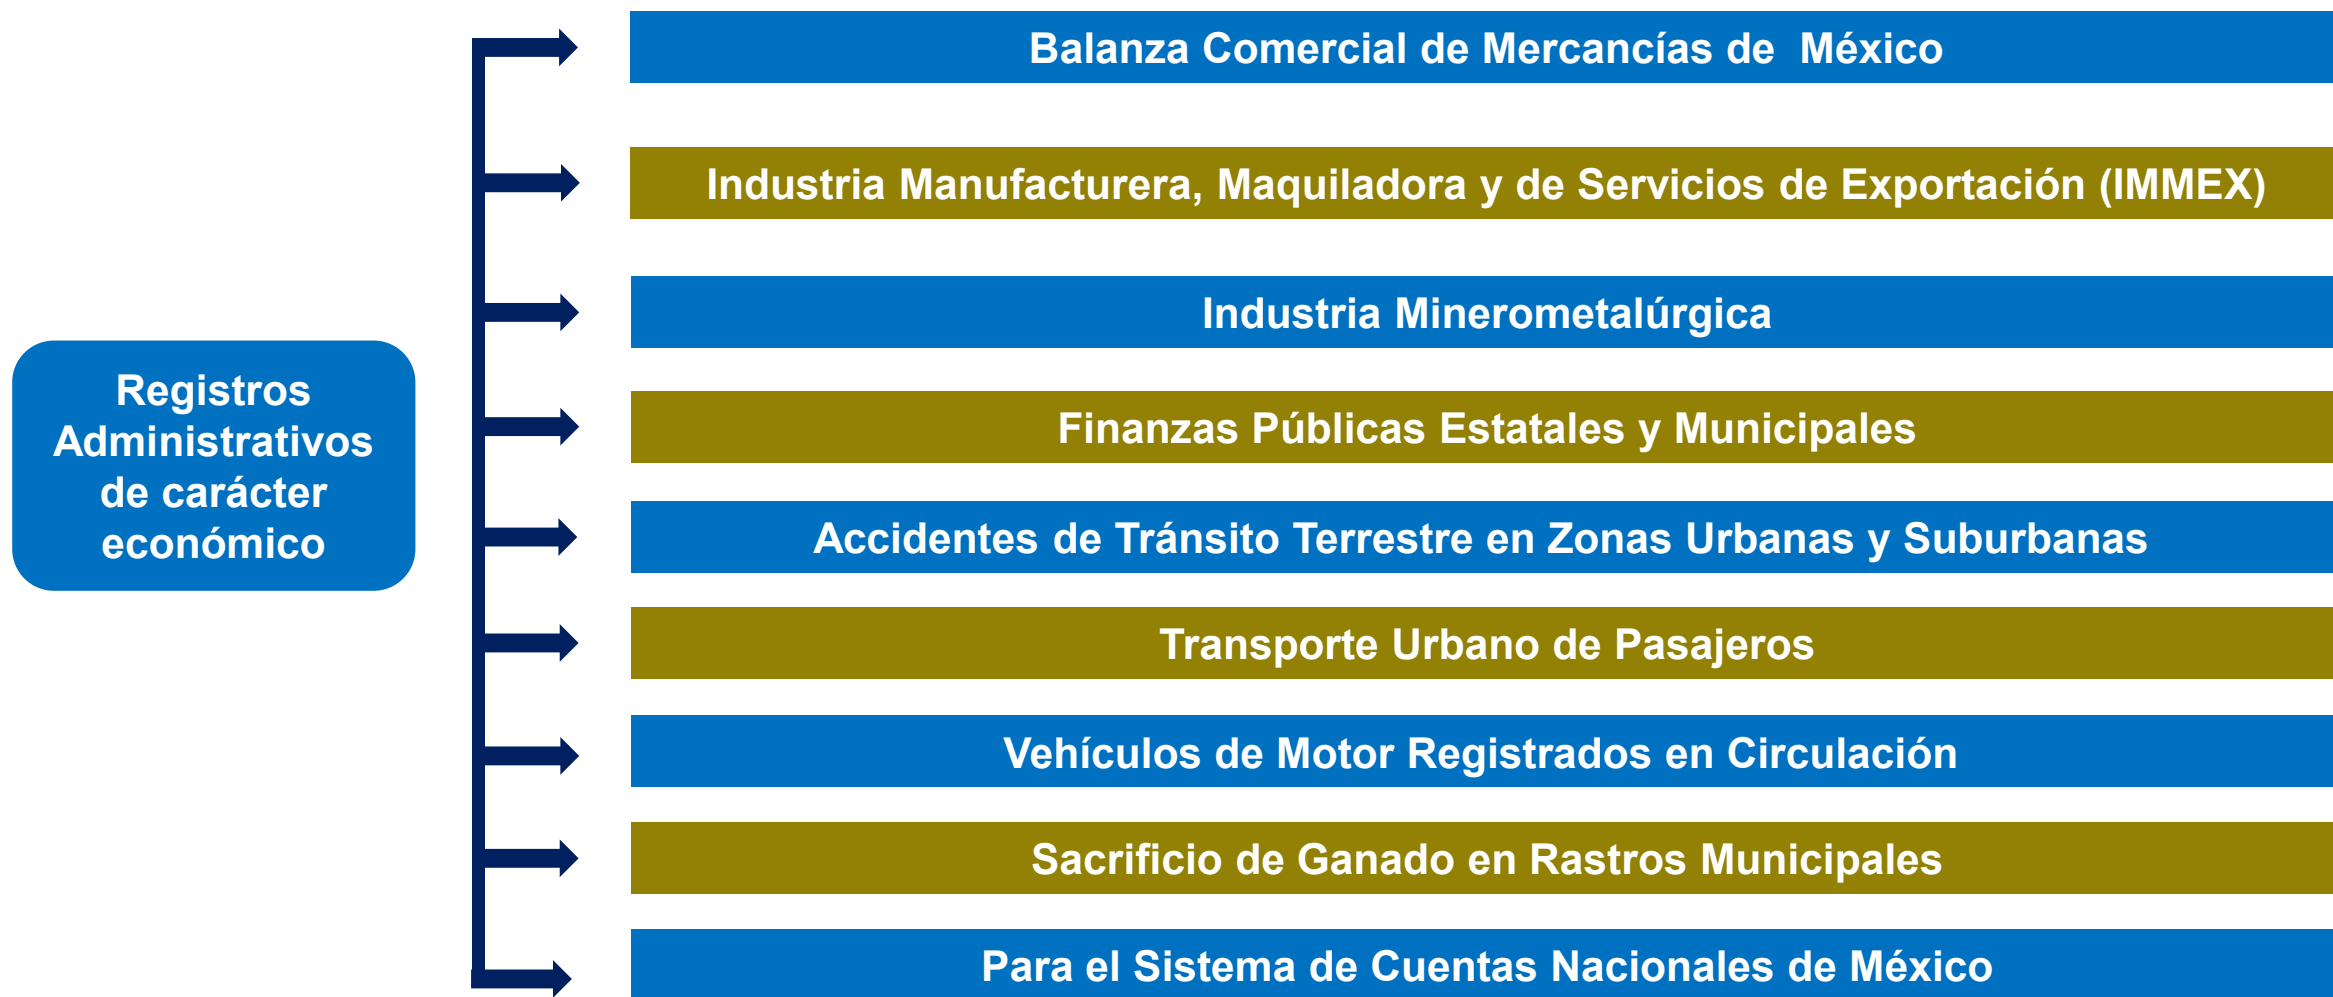 Registros
Administrativos
de carácter
económico
Balanza Comercial de Mercancías de  México
Industria Manufacturera, Maquiladora y de Servicios de Exportación (IMMEX)
Industria Minerometalúrgica
Finanzas Públicas Estatales y Municipales
Accidentes de Tránsito Terrestre en Zonas Urbanas y Suburbanas
Transporte Urbano de Pasajeros
Vehículos de Motor Registrados en Circulación
Sacrificio de Ganado en Rastros Municipales
Para el Sistema de Cuentas Nacionales de México